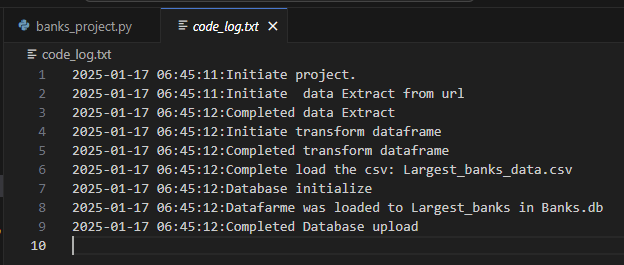 banks_project.py
code_log.txt
code_log.txt
1 2025-01-17 06:45:11:Initiate project.
2 2025-01-17 06:45:11:Initiate  data Extract from url
3 2025-01-17 06:45:12:Completed data Extract
4 2025-01-17 06:45:12:Initiate transform dataframe
5 2025-01-17 06:45:12:Completed transform dataframe
6 2025-01-17 06:45:12:Complete load the csv: Largest_banks_data.csv
7 2025-01-17 06:45:12:Database initialize
8 2025-01-17 06:45:12:Datafarme was loaded to Largest_banks in Banks.db
9 2025-01-17 06:45:12:Completed Database upload
10